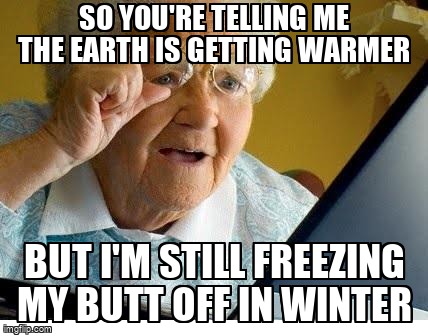 SO YOU'RE TELLING ME
THE EARTH IS GETTING WARMER
BUT I'M STILL FREEZING
MY BUTT OFF IN WINTER
imgflip.com